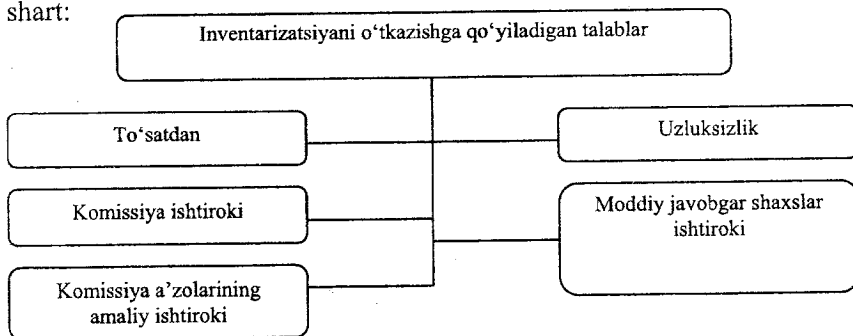 shart:
Inventarizatsiyani o‘tkazishga qo‘yiladigan talablar
To‘satdan
Uzluksizlik
Komissiya ishtiroki
Moddiy javobgar shaxslar
ishtiroki
Komissiya a’zolarining
amaliy ishtiroki